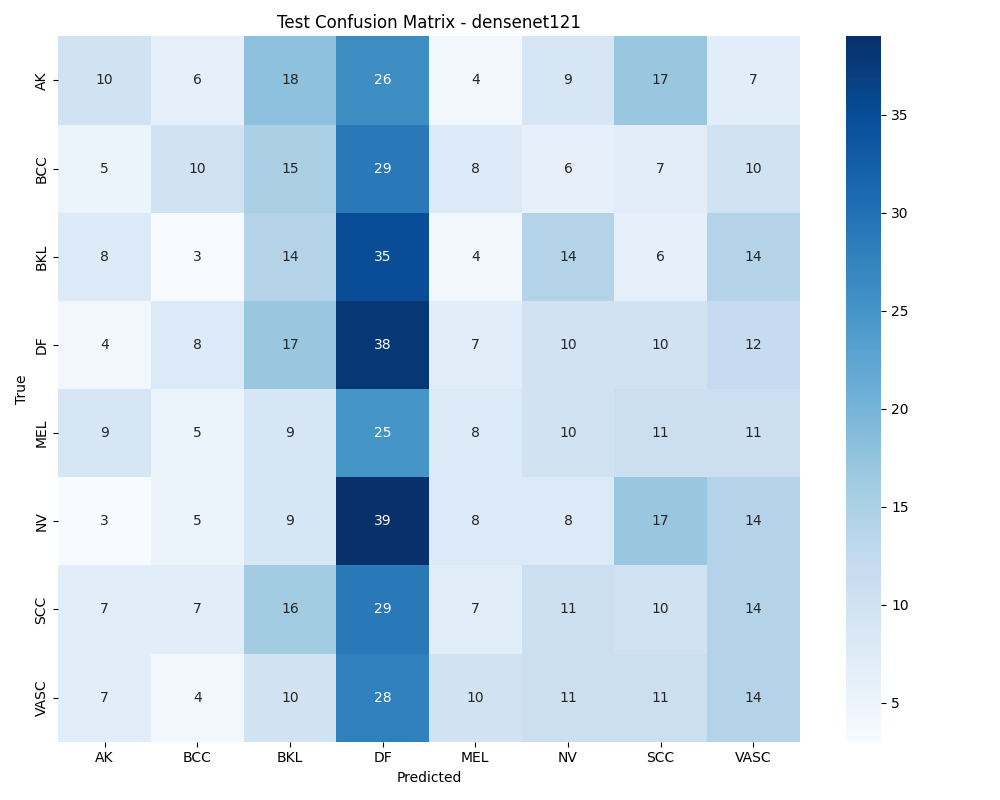 Test Confusion Matrix - densenet121
True
AK 10 6 18 26 4 9 17 7
BCC 5 10 15 29 8 6 7 10
BKL 8 3 14 35 4 14 6 14
DF 4 8 17 38 7 10 10 12
MEL 9 5 9 25 8 10 11 11
NV 3 5 9 39 8 8 17 14
SCC 7 7 16 29 7 11 10 14
VASC 7 4 10 28 10 11 11 14
AK BCC BKL DF MEL NV SCC VASC
Predicted
35
30
25
20
15
10
5